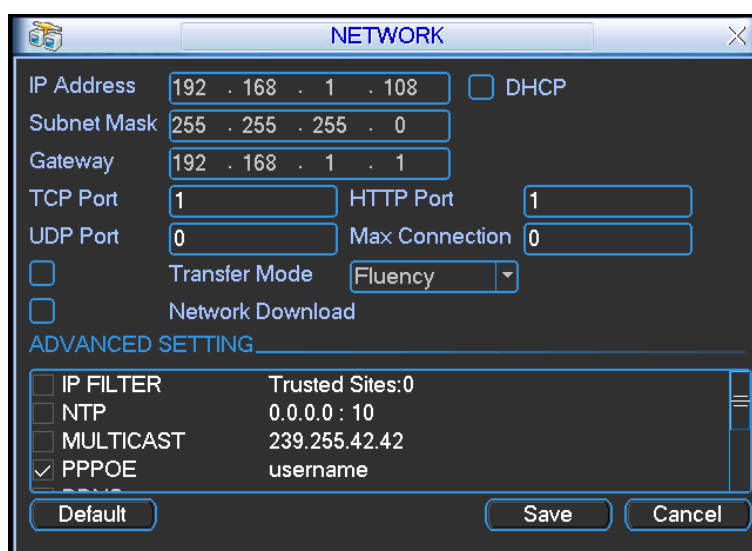 NETWORK
IP Address 192 . 168 . 1 . 108 DHCP
Subnet Mask 255 . 255 . 255 . 0
Gateway 192 . 168 . 1 . 1
TCP Port 1 HTTP Port 1
UDP Port 0 Max Connection 0
Transfer Mode Fluency
Network Download
ADVANCED SETTING
IP FILTER Trusted Sites:0
NTP 0.0.0.0 : 10
MULTICAST 239.255.42.42
PPPOE username
Default Save Cancel